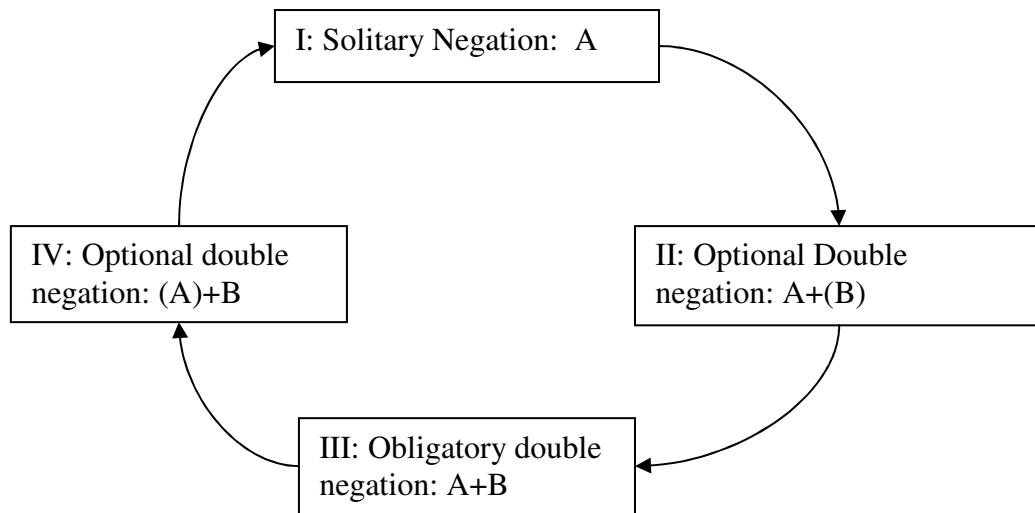 I: Solitary Negation:  A
IV: Optional double
negation: (A)+B
II: Optional Double
negation: A+(B)
III: Obligatory double
negation: A+B